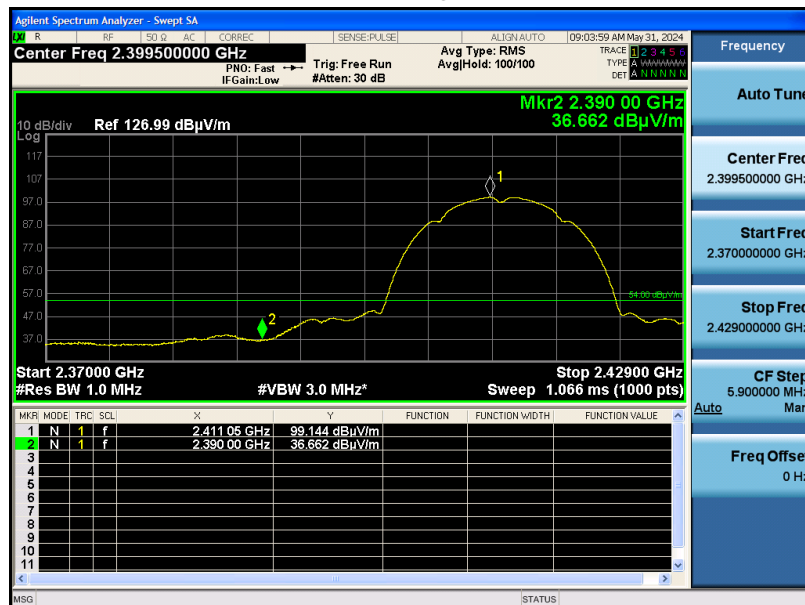 Agilent Spectrum Analyzer - Swept SA
LXI R RF 50 Ω AC CORREC SENSE:PULSE ALIGN AUTO 09:03:59 AM May 31, 2024
Center Freq 2.399500000 GHz
PNO: Fast
IFGain:Low
Trig: Free Run
#Atten: 30 dB
Avg Type: RMS
Avg|Hold: 100/100
TRACE 1 2 3 4 5 6
TYPE A WWWWW
DET A N N N N N
Mkr2 2.390 00 GHz
36.662 dBµV/m
10 dB/div Ref 126.99 dBµV/m
Log
117
107
97.0
87.0
77.0
67.0
57.0
47.0
37.0
1
2
54.00 dBµV/m
Start 2.37000 GHz Stop 2.42900 GHz
#Res BW 1.0 MHz #VBW 3.0 MHz* Sweep 1.066 ms (1000 pts)
MKR MODE TRC SCL X Y FUNCTION FUNCTION WIDTH FUNCTION VALUE
1 N 1 f 2.411 05 GHz 99.144 dBµV/m
2 N 1 f 2.390 00 GHz 36.662 dBµV/m
3
4
5
6
7
8
9
10
11
MSG STATUS
Frequency
Auto Tune
Center Freq
2.399500000 GHz
Start Freq
2.370000000 GHz
Stop Freq
2.429000000 GHz
CF Step
5.900000 MHz
Auto Man
Freq Offset
0 Hz